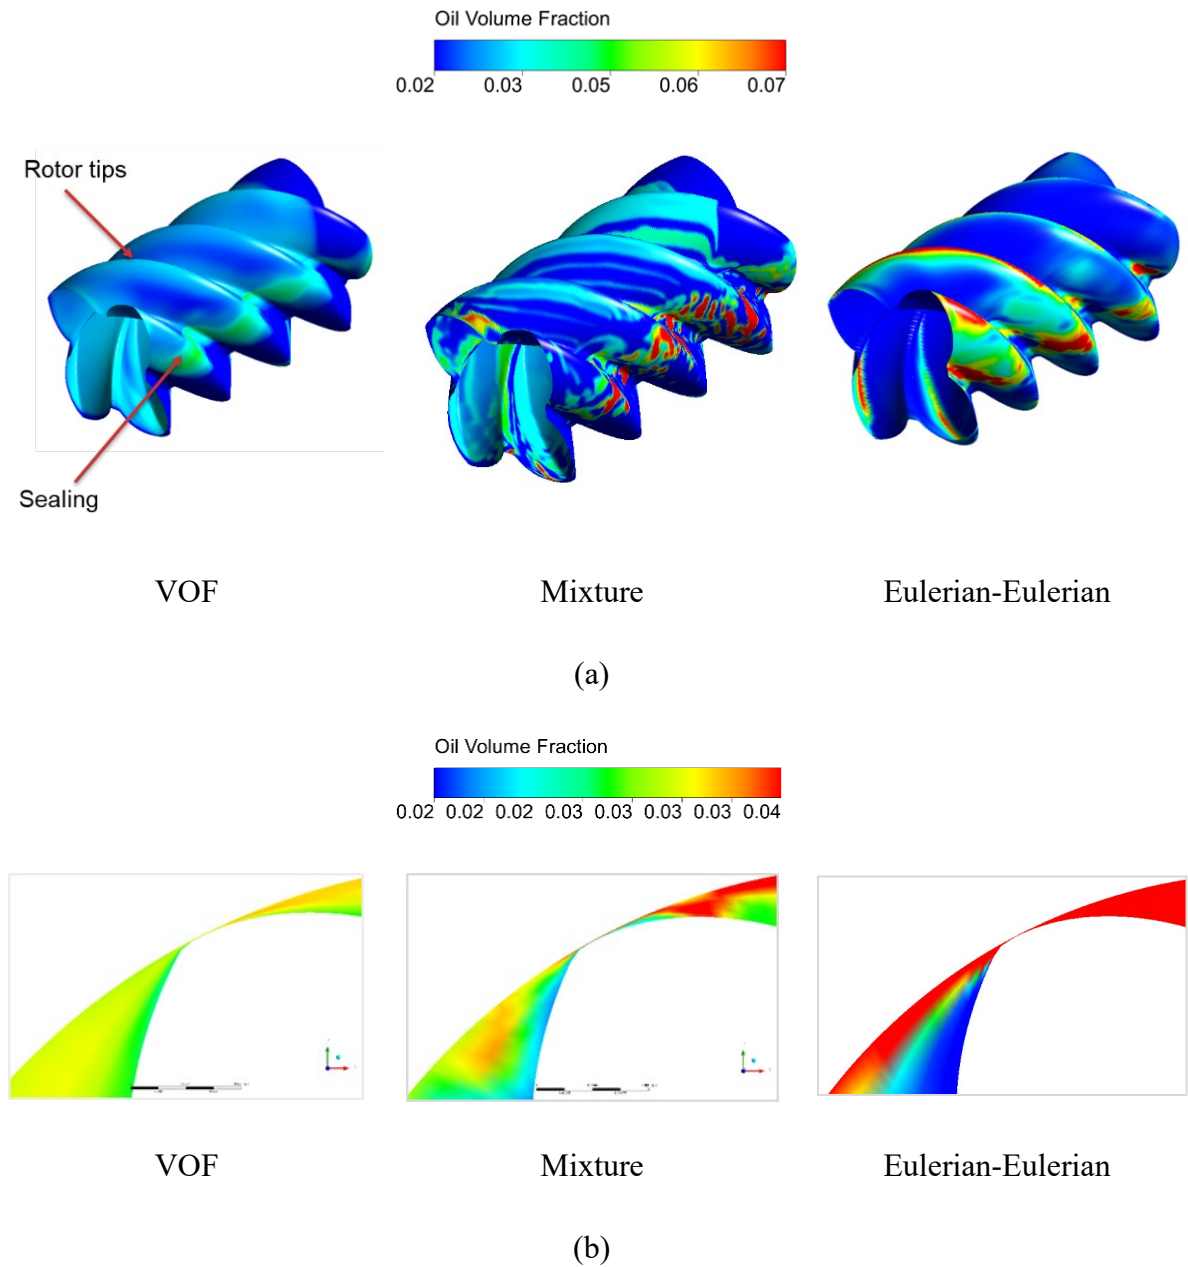 Oil Volume Fraction
0.02 0.03 0.05 0.06 0.07
Rotor tips
Sealing
VOF Mixture Eulerian-Eulerian
(a)
Oil Volume Fraction
0.02 0.02 0.02 0.03 0.03 0.03 0.03 0.04
VOF Mixture Eulerian-Eulerian
(b)